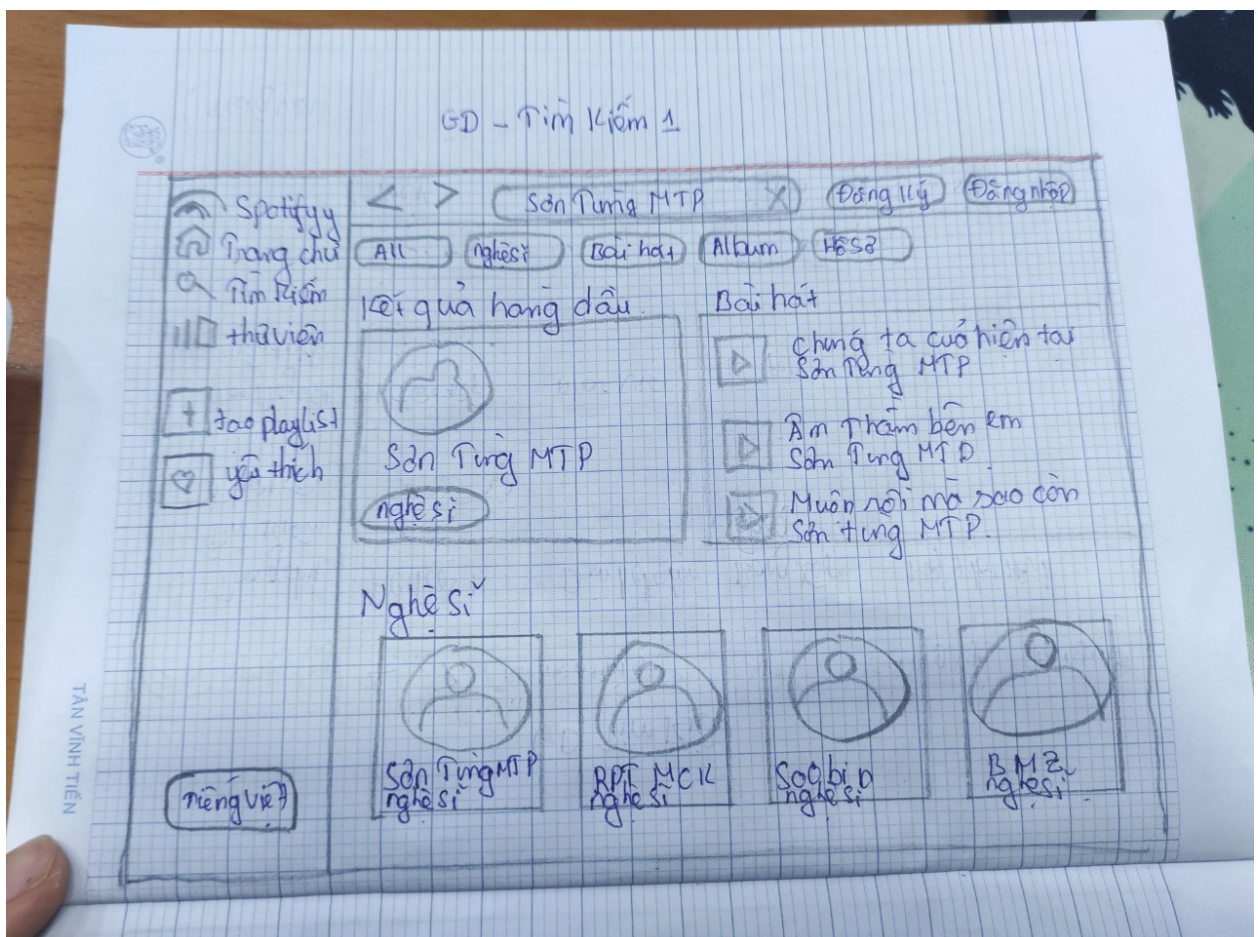 GD - Tìm Kiếm 1
Spotifyy
Trang chủ
Tìm kiếm
thư viện
tạo playlist
yêu thích
Tiếng việt
< >
Sơn Tùng MTP X
Đăng ký
Đăng nhập
All
nghệ sĩ
Bài hát
Album
Hồ sơ
Kết quả hàng đầu
Sơn Tùng MTP
nghệ sĩ
Bài hát
chúng ta của hiện tại
Sơn Tùng MTP
Âm Thầm bên em
Sơn Tùng MTP
Muộn rồi mà sao còn
Sơn tùng MTP.
Nghệ sĩ
Sơn Tùng MTP
nghệ sĩ
RPT MCK
nghệ sĩ
Soobin
nghệ sĩ
BMZ
nghệ sĩ
TÂN VĨNH TIẾN